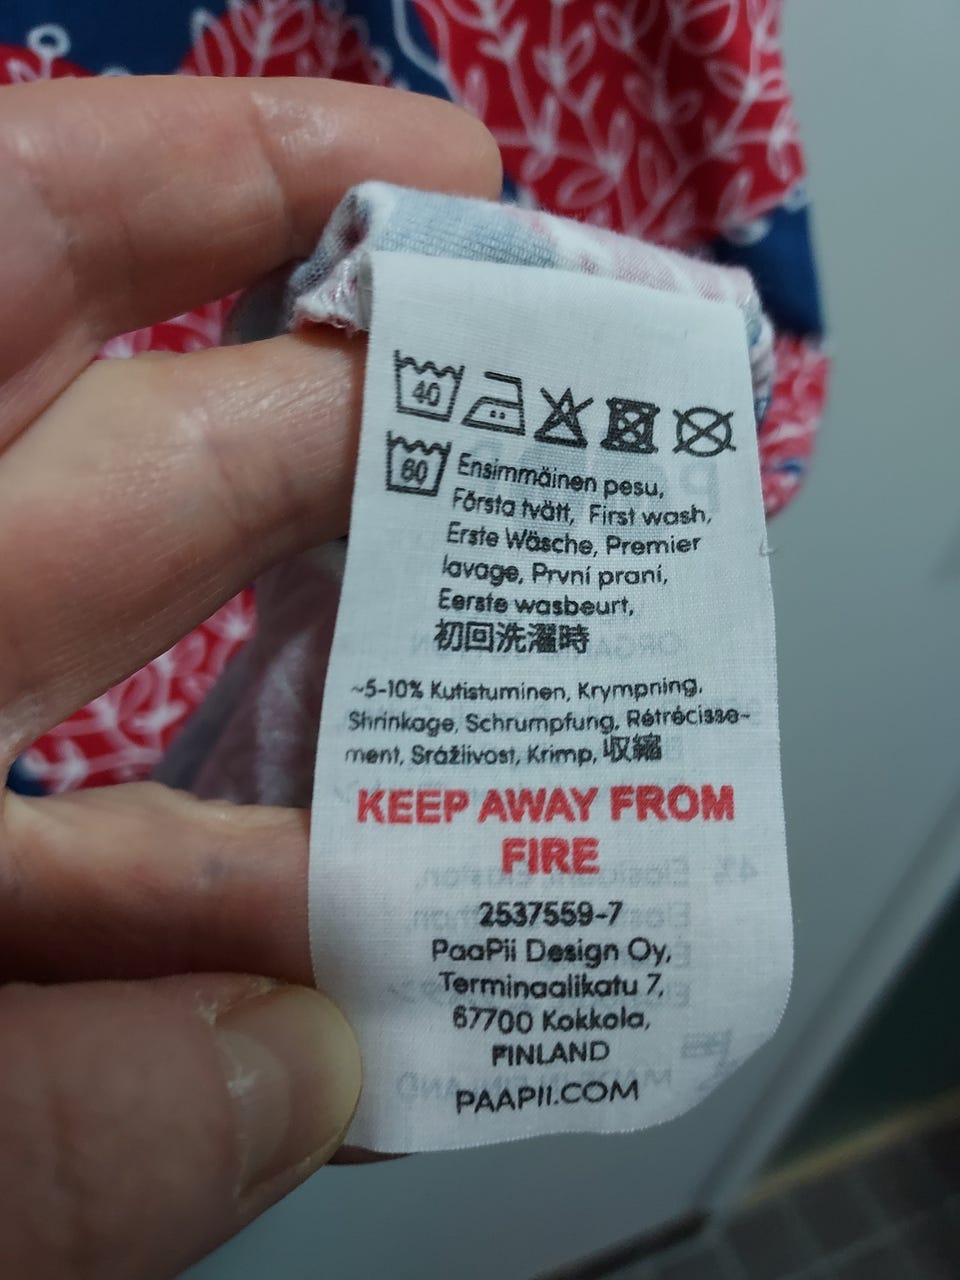 40
60 Ensimmäinen pesu,
Första tvätt, First wash,
Erste Wäsche, Premier
lavage, První praní,
Eerste wasbeurt,
初回洗濯時
~5-10% Kutistuminen, Krympning,
Shrinkage, Schrumpfung, Rétrécisse-
ment, Srážlivost, Krimp, 収縮
KEEP AWAY FROM
FIRE
2537559-7
PaaPii Design Oy,
Terminaalikatu 7,
67700 Kokkola,
FINLAND
PAAPII.COM